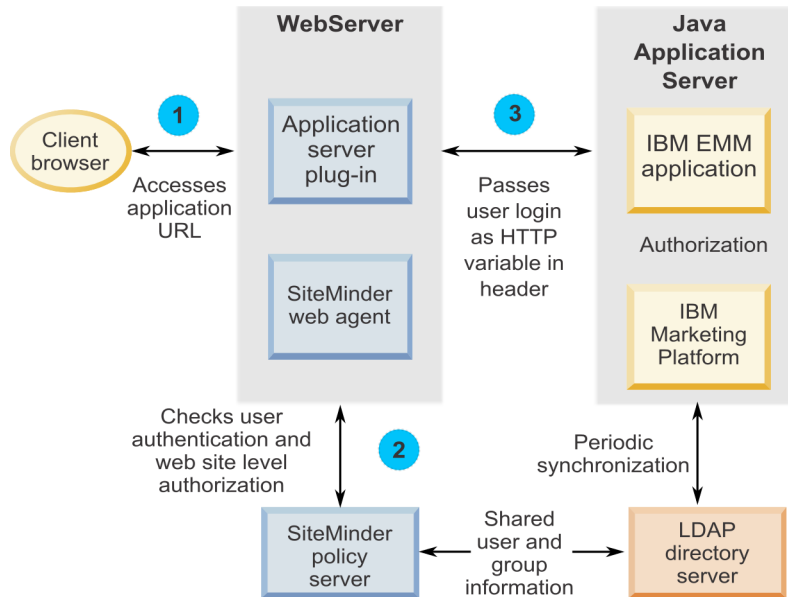 WebServer
Java
Application
Server
1
3
Client
browser
Application
server
plug-in
IBM EMM
application
Accesses
application
URL
Passes
user login
as HTTP
variable in
header
Authorization
SiteMinder
web agent
IBM
Marketing
Platform
Checks user
authentication and
web site level
authorization
2
Periodic
synchronization
SiteMinder
policy
server
Shared
user and
group
information
LDAP
directory
server